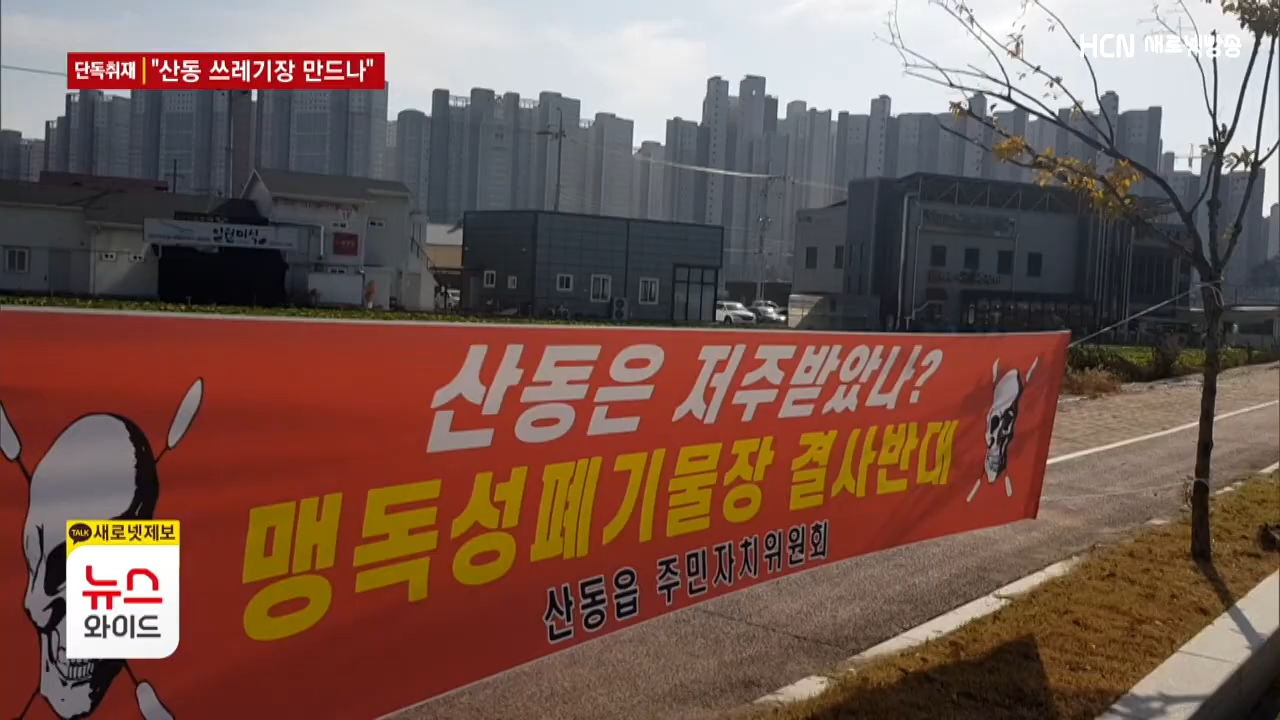 단독취재 "산동 쓰레기장 만드나"
HCN 새로넷방송
산동은 저주받았나?
맹독성폐기물장 결사반대
산동읍 주민자치위원회
TALK 새로넷제보
뉴스
와이드